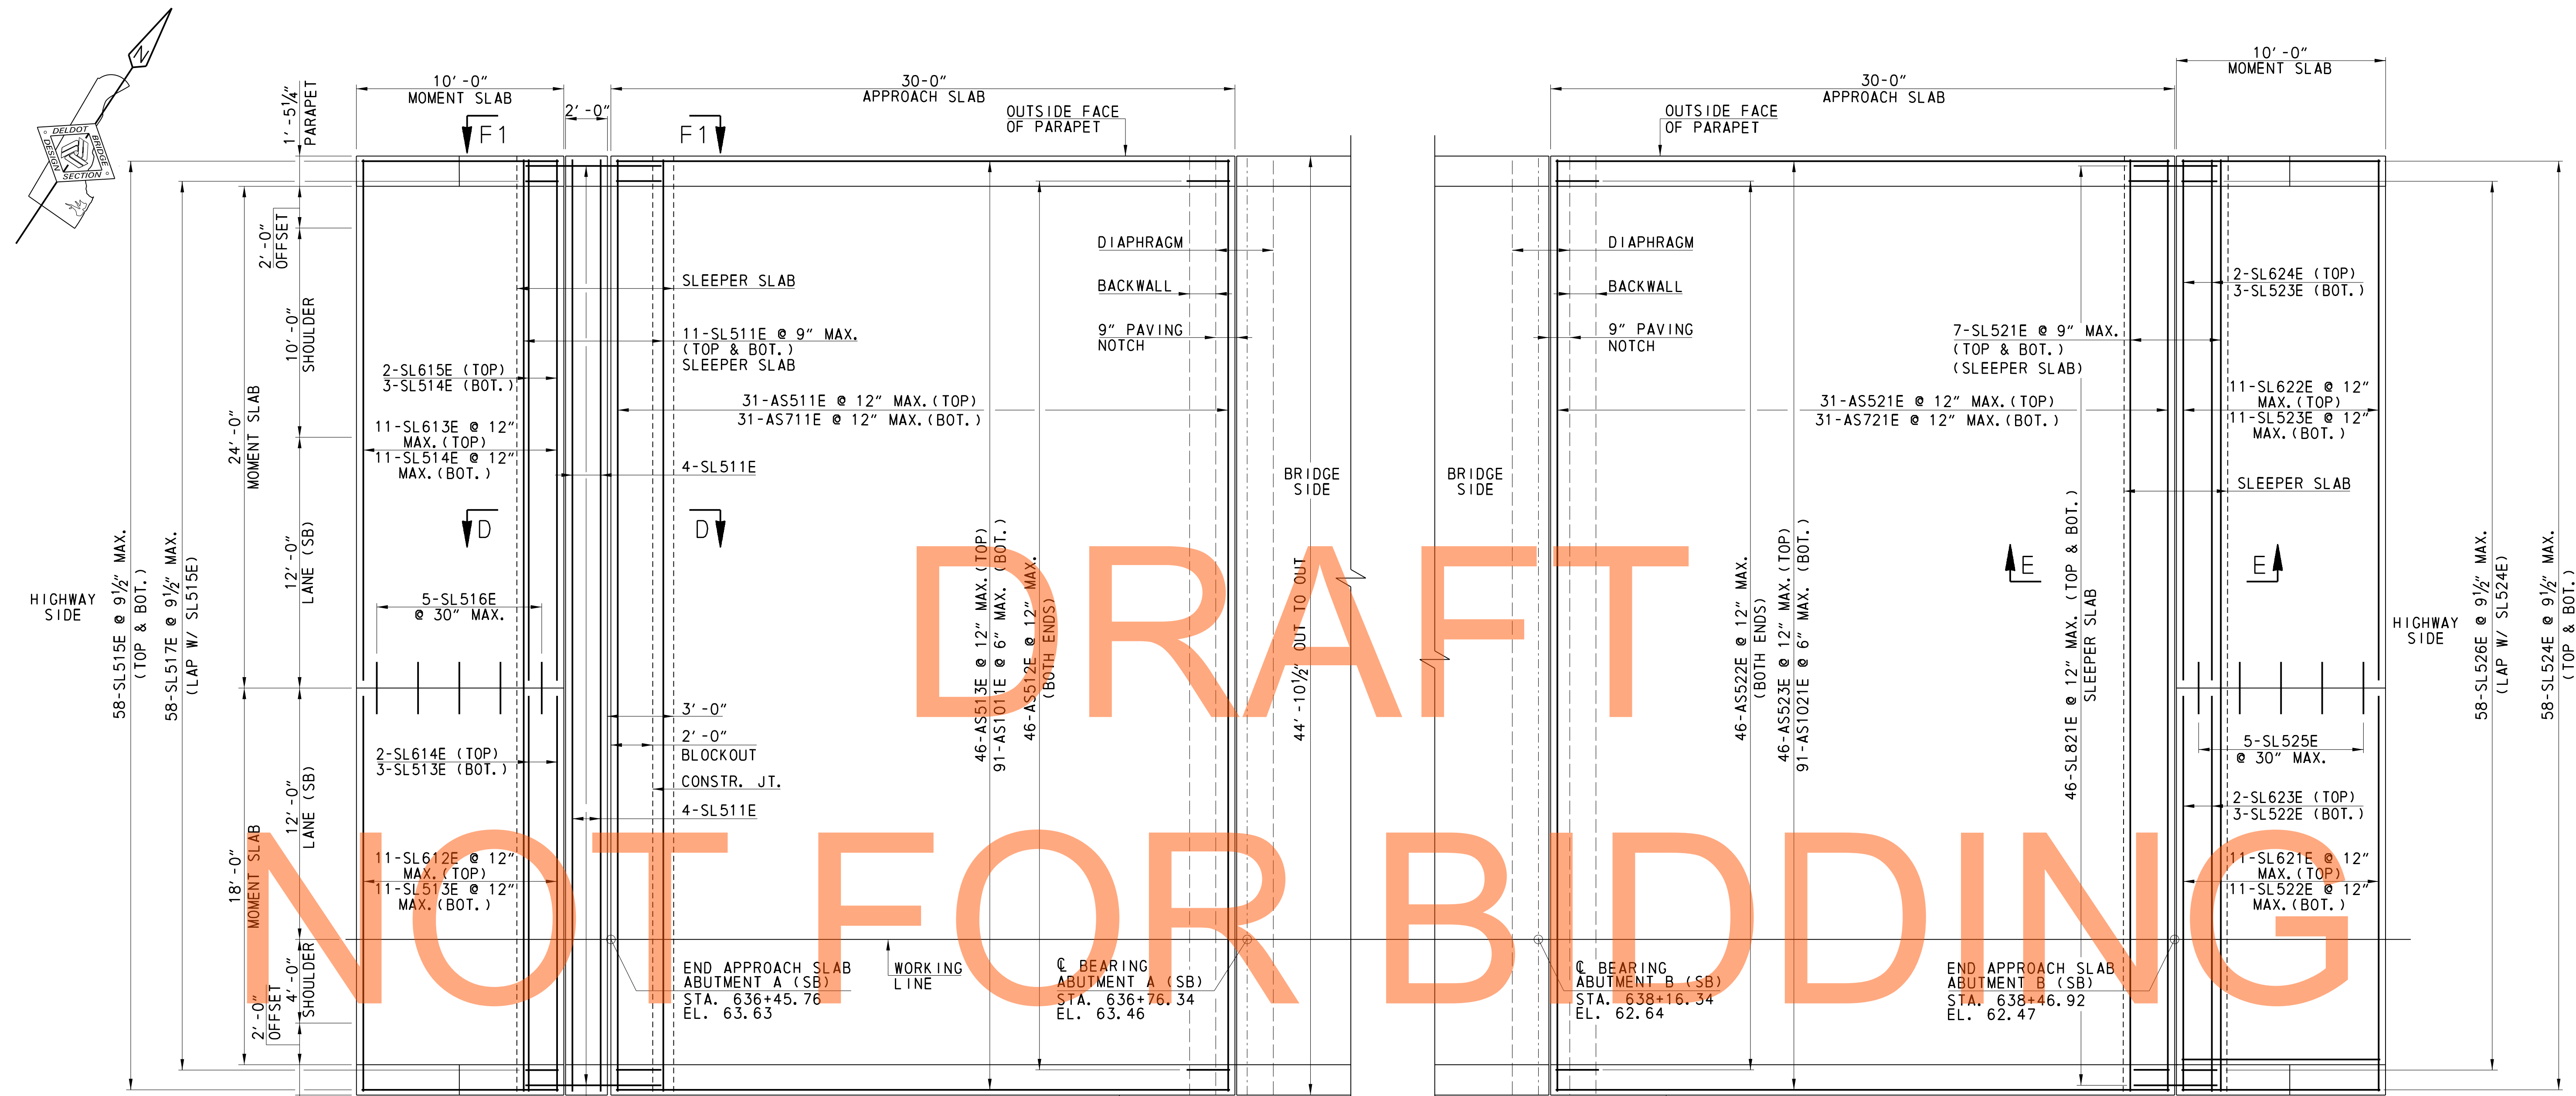 N
DELDOT
BRIDGE
DESIGN
SECTION
10'-0"
MOMENT SLAB
2'-0"
30-0"
APPROACH SLAB
OUTSIDE FACE
OF PARAPET
1'-5¼"
PARAPET
F1
F1
2'-0"
OFFSET
10'-0"
SHOULDER
24'-0"
MOMENT SLAB
12'-0"
LANE (SB)
SLEEPER SLAB
11-SL511E @ 9" MAX.
(TOP & BOT.)
SLEEPER SLAB
2-SL615E (TOP)
3-SL514E (BOT.)
11-SL613E @ 12"
MAX. (TOP)
11-SL514E @ 12"
MAX. (BOT.)
31-AS511E @ 12" MAX. (TOP)
31-AS711E @ 12" MAX. (BOT.)
4-SL511E
D
D
DIAPHRAGM
BACKWALL
9" PAVING
NOTCH
BRIDGE
SIDE
HIGHWAY
SIDE
58-SL515E @ 9½" MAX.
(TOP & BOT.)
58-SL517E @ 9½" MAX.
(LAP W/ SL515E)
5-SL516E
@ 30" MAX.
46-AS513E @ 12" MAX. (TOP)
91-AS1011E @ 6" MAX. (BOT.)
46-AS512E @ 12" MAX.
(BOTH ENDS)
44'-10½" OUT TO OUT
3'-0"
2'-0"
BLOCKOUT
CONSTR. JT.
4-SL511E
2-SL614E (TOP)
3-SL513E (BOT.)
12'-0"
LANE (SB)
18'-0"
MOMENT SLAB
11-SL612E @ 12"
MAX. (TOP)
11-SL513E @ 12"
MAX. (BOT.)
4'-0"
SHOULDER
2'-0"
OFFSET
END APPROACH SLAB
ABUTMENT A (SB)
STA. 636+45.76
EL. 63.63
WORKING
LINE
℄ BEARING
ABUTMENT A (SB)
STA. 636+76.34
EL. 63.46
30-0"
APPROACH SLAB
10'-0"
MOMENT SLAB
OUTSIDE FACE
OF PARAPET
DIAPHRAGM
BACKWALL
9" PAVING
NOTCH
2-SL624E (TOP)
3-SL523E (BOT.)
7-SL521E @ 9" MAX.
(TOP & BOT.)
(SLEEPER SLAB)
31-AS521E @ 12" MAX. (TOP)
31-AS721E @ 12" MAX. (BOT.)
11-SL622E @ 12"
MAX. (TOP)
11-SL523E @ 12"
MAX. (BOT.)
SLEEPER SLAB
BRIDGE
SIDE
E
E
46-AS522E @ 12" MAX.
(BOTH ENDS)
46-AS523E @ 12" MAX. (TOP)
91-AS1021E @ 6" MAX. (BOT.)
46-SL821E @ 12" MAX. (TOP & BOT.)
SLEEPER SLAB
58-SL526E @ 9½" MAX.
(LAP W/ SL524E)
58-SL524E @ 9½" MAX.
(TOP & BOT.)
HIGHWAY
SIDE
5-SL525E
@ 30" MAX.
2-SL623E (TOP)
3-SL522E (BOT.)
11-SL621E @ 12"
MAX. (TOP)
11-SL522E @ 12"
MAX. (BOT.)
℄ BEARING
ABUTMENT B (SB)
STA. 638+16.34
EL. 62.64
END APPROACH SLAB
ABUTMENT B (SB)
STA. 638+46.92
EL. 62.47
DRAFT
NOT FOR BIDDING